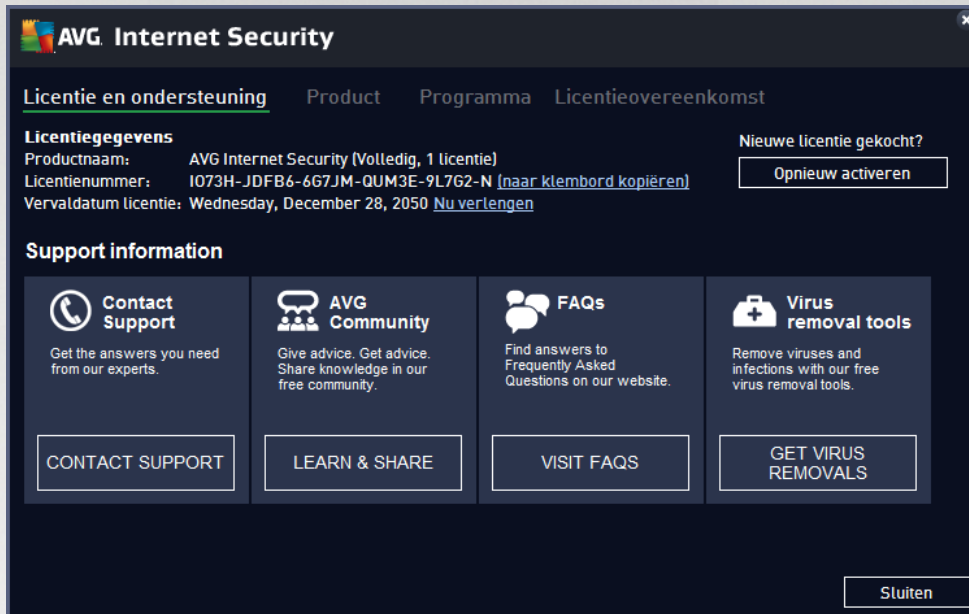 AVG. Internet Security
Licentie en ondersteuning Product Programma Licentieovereenkomst
Licentiegegevens
Productnaam: AVG Internet Security (Volledig, 1 licentie)
Licentienummer: IO73H-JDFB6-6G7JM-QUM3E-9L7G2-N (naar klembord kopiëren)
Vervaldatum licentie: Wednesday, December 28, 2050 Nu verlengen
Nieuwe licentie gekocht?
Opnieuw activeren
Support information
Contact
Support
Get the answers you need
from our experts.
CONTACT SUPPORT
AVG
Community
Give advice. Get advice.
Share knowledge in our
free community.
LEARN & SHARE
FAQs
Find answers to
Frequently Asked
Questions on our website.
VISIT FAQS
Virus
removal tools
Remove viruses and
infections with our free
virus removal tools.
GET VIRUS
REMOVALS
Sluiten